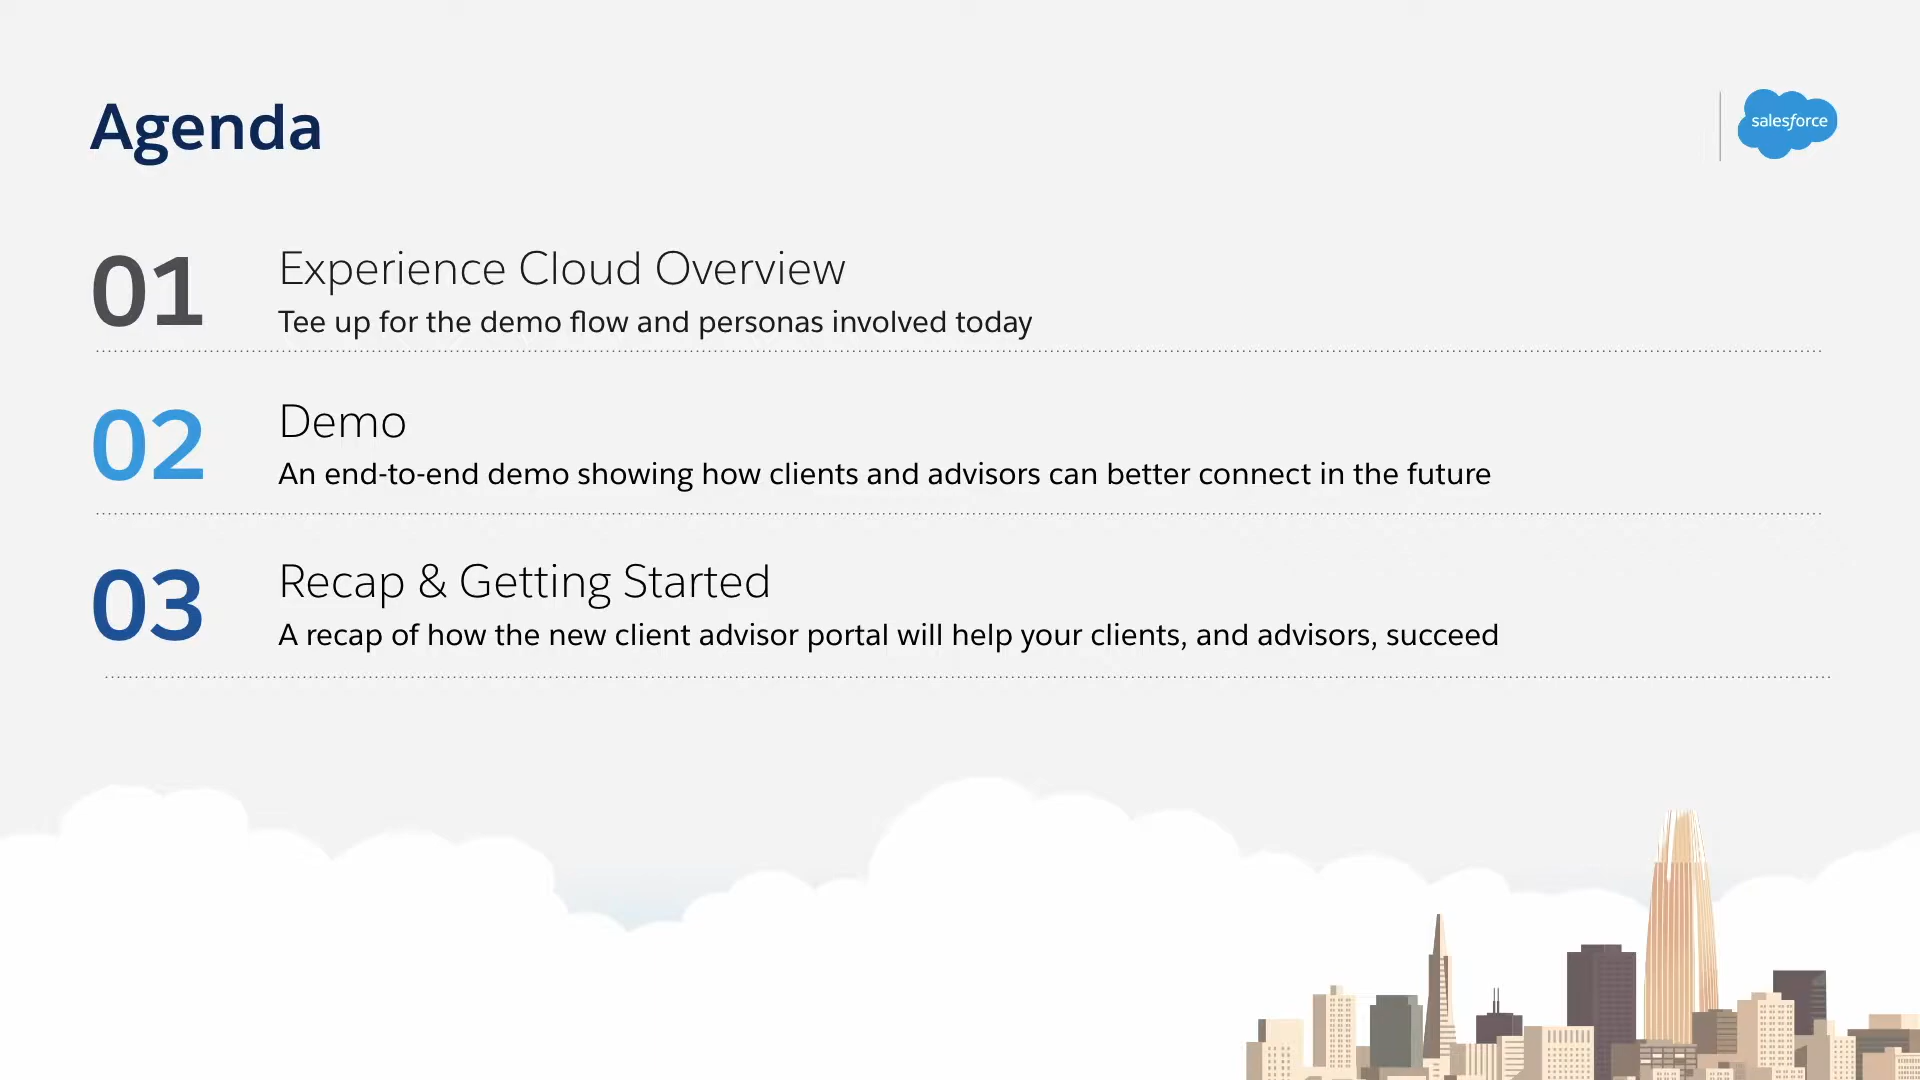 Agenda
salesforce
01
Experience Cloud Overview
Tee up for the demo flow and personas involved today
02
Demo
An end-to-end demo showing how clients and advisors can better connect in the future
03
Recap & Getting Started
A recap of how the new client advisor portal will help your clients, and advisors, succeed